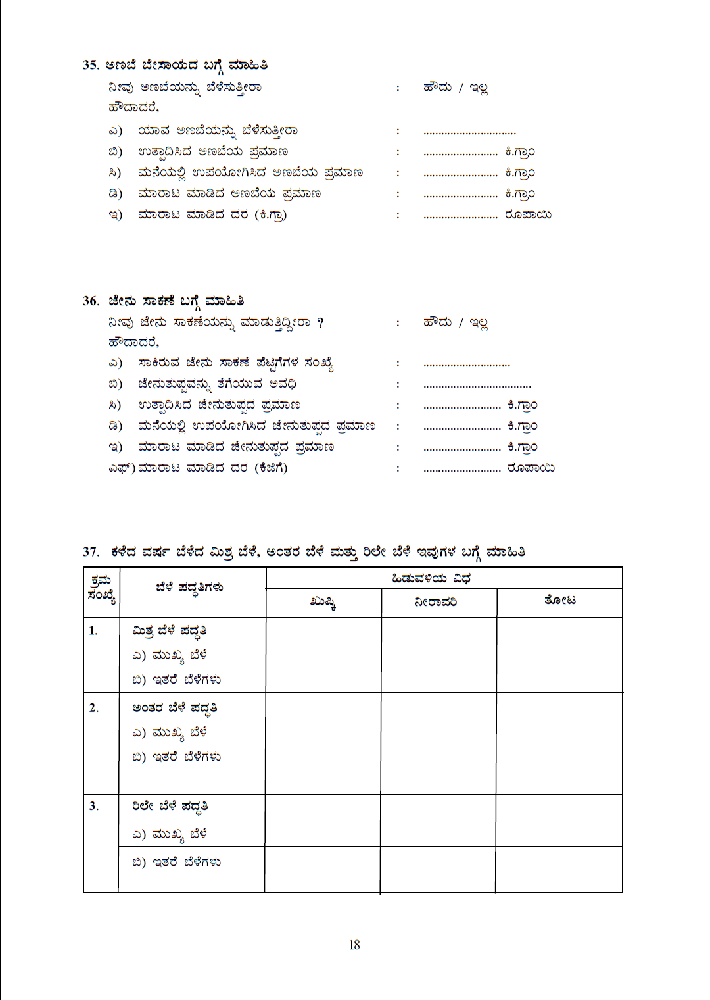 35. ಅಣಬೆ ಬೇಸಾಯದ ಬಗ್ಗೆ ಮಾಹಿತಿ
ನೀವು ಅಣಬೆಯನ್ನು ಬೆಳೆಸುತ್ತೀರಾ : ಹೌದು / ಇಲ್ಲ
ಹೌದಾದರೆ,
ಎ) ಯಾವ ಅಣಬೆಯನ್ನು ಬೆಳೆಸುತ್ತೀರಾ : ...............................
ಬಿ) ಉತ್ಪಾದಿಸಿದ ಅಣಬೆಯ ಪ್ರಮಾಣ : ......................... ಕಿ.ಗ್ರಾಂ
ಸಿ) ಮನೆಯಲ್ಲಿ ಉಪಯೋಗಿಸಿದ ಅಣಬೆಯ ಪ್ರಮಾಣ : ......................... ಕಿ.ಗ್ರಾಂ
ಡಿ) ಮಾರಾಟ ಮಾಡಿದ ಅಣಬೆಯ ಪ್ರಮಾಣ : ......................... ಕಿ.ಗ್ರಾಂ
ಇ) ಮಾರಾಟ ಮಾಡಿದ ದರ (ಕಿ.ಗ್ರಾ) : ......................... ರೂಪಾಯಿ
36. ಜೇನು ಸಾಕಣೆ ಬಗ್ಗೆ ಮಾಹಿತಿ
ನೀವು ಜೇನು ಸಾಕಣೆಯನ್ನು ಮಾಡುತ್ತಿದ್ದೀರಾ ? : ಹೌದು / ಇಲ್ಲ
ಹೌದಾದರೆ,
ಎ) ಸಾಕಿರುವ ಜೇನು ಸಾಕಣೆ ಪೆಟ್ಟಿಗೆಗಳ ಸಂಖ್ಯೆ : .............................
ಬಿ) ಜೇನುತುಪ್ಪವನ್ನು ತೆಗೆಯುವ ಅವಧಿ : ....................................
ಸಿ) ಉತ್ಪಾದಿಸಿದ ಜೇನುತುಪ್ಪದ ಪ್ರಮಾಣ : .......................... ಕಿ.ಗ್ರಾಂ
ಡಿ) ಮನೆಯಲ್ಲಿ ಉಪಯೋಗಿಸಿದ ಜೇನುತುಪ್ಪದ ಪ್ರಮಾಣ : .......................... ಕಿ.ಗ್ರಾಂ
ಇ) ಮಾರಾಟ ಮಾಡಿದ ಜೇನುತುಪ್ಪದ ಪ್ರಮಾಣ : .......................... ಕಿ.ಗ್ರಾಂ
ಎಫ್) ಮಾರಾಟ ಮಾಡಿದ ದರ (ಕೆಜಿಗೆ) : .......................... ರೂಪಾಯಿ
37. ಕಳೆದ ವರ್ಷ ಬೆಳೆದ ಮಿಶ್ರ ಬೆಳೆ, ಅಂತರ ಬೆಳೆ ಮತ್ತು ರಿಲೇ ಬೆಳೆ ಇವುಗಳ ಬಗ್ಗೆ ಮಾಹಿತಿ
ಕ್ರಮ ಸಂಖ್ಯೆ ಬೆಳೆ ಪದ್ಧತಿಗಳು ಹಿಡುವಳಿಯ ವಿಧ
ಖುಷ್ಕಿ ನೀರಾವರಿ ತೋಟ
1. ಮಿಶ್ರ ಬೆಳೆ ಪದ್ಧತಿ
ಎ) ಮುಖ್ಯ ಬೆಳೆ
ಬಿ) ಇತರೆ ಬೆಳೆಗಳು
2. ಅಂತರ ಬೆಳೆ ಪದ್ಧತಿ
ಎ) ಮುಖ್ಯ ಬೆಳೆ
ಬಿ) ಇತರೆ ಬೆಳೆಗಳು
3. ರಿಲೇ ಬೆಳೆ ಪದ್ಧತಿ
ಎ) ಮುಖ್ಯ ಬೆಳೆ
ಬಿ) ಇತರೆ ಬೆಳೆಗಳು
18